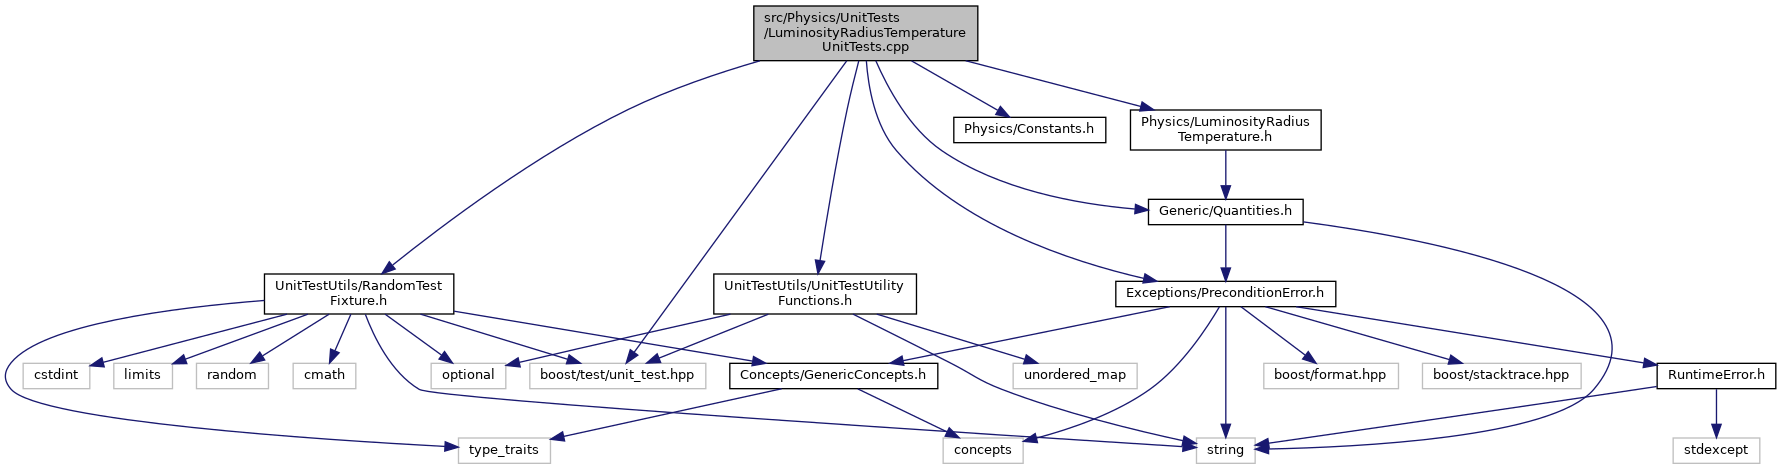 src/Physics/UnitTests
/LuminosityRadiusTemperature
UnitTests.cpp
Physics/Constants.h
Physics/LuminosityRadius
Temperature.h
Generic/Quantities.h
UnitTestUtils/RandomTest
Fixture.h
UnitTestUtils/UnitTestUtility
Functions.h
Exceptions/PreconditionError.h
cstdint
limits
random
cmath
optional
boost/test/unit_test.hpp
Concepts/GenericConcepts.h
unordered_map
boost/format.hpp
boost/stacktrace.hpp
RuntimeError.h
type_traits
concepts
string
stdexcept